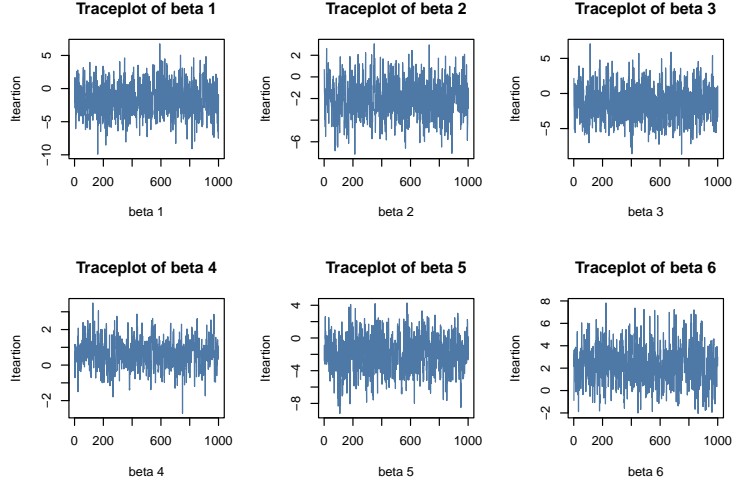 Traceplot of beta 1
Traceplot of beta 2
Traceplot of beta 3
Iteartion
−10
−5
0
5
0
200
600
1000
beta 1
Iteartion
−6
−2
0
2
0
200
600
1000
beta 2
Iteartion
−5
0
5
0
200
600
1000
beta 3
Traceplot of beta 4
Traceplot of beta 5
Traceplot of beta 6
Iteartion
−2
0
2
0
200
600
1000
beta 4
Iteartion
−8
−4
0
4
0
200
600
1000
beta 5
Iteartion
−2
0
2
4
6
8
0
200
600
1000
beta 6